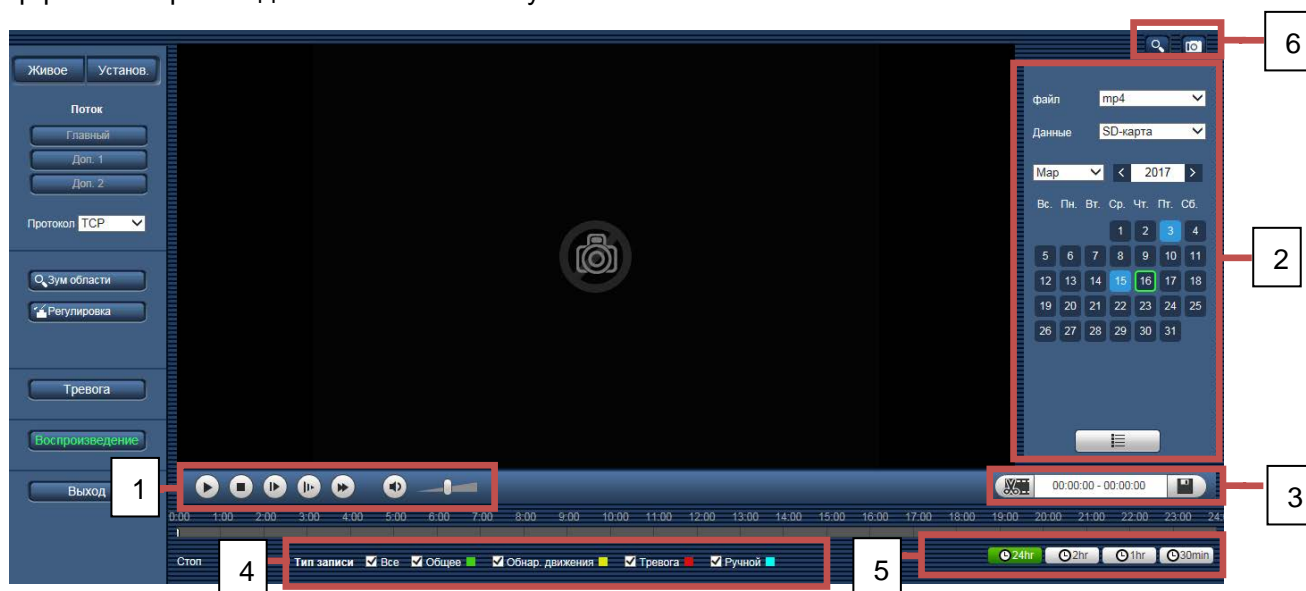 6
Живое Установ.
Поток
Главный
Доп. 1
Доп. 2
Протокол TCP
Зум области
Регулировка
Тревога
Воспроизведение
Выход
файл mp4
Данные SD-карта
Мар < 2017 >
Вс. Пн. Вт. Ср. Чт. Пт. Сб.
1 2 3 4
5 6 7 8 9 10 11
12 13 14 15 16 17 18
19 20 21 22 23 24 25
26 27 28 29 30 31
2
1
00:00:00 - 00:00:00
3
0:00 1:00 2:00 3:00 4:00 5:00 6:00 7:00 8:00 9:00 10:00 11:00 12:00 13:00 14:00 15:00 16:00 17:00 18:00 19:00 20:00 21:00 22:00 23:00 24:
Стоп
4
Тип записи Все Общее Обнар. движения Тревога Ручной
5
24hr 2hr 1hr 30min